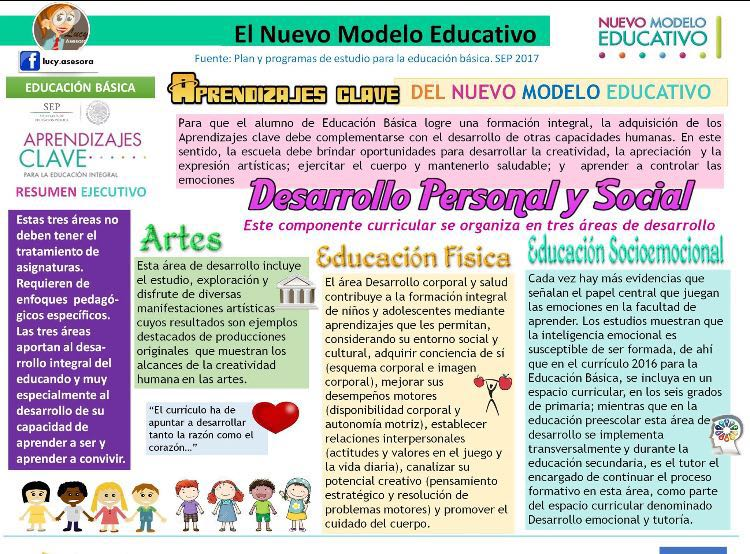 Lucy
Asesora
f lucy.asesora
El Nuevo Modelo Educativo
Fuente: Plan y programas de estudio para la educación básica. SEP 2017
NUEVO MODELO
EDUCATIVO
EDUCACIÓN BÁSICA
SEP
APRENDIZAJES
CLAVE
PARA LA EDUCACIÓN INTEGRAL
RESUMEN EJECUTIVO
APRENDIZAJES CLAVE DEL NUEVO MODELO EDUCATIVO
Para que el alumno de Educación Básica logre una formación integral, la adquisición de los
Aprendizajes clave debe complementarse con el desarrollo de otras capacidades humanas. En este
sentido, la escuela debe brindar oportunidades para desarrollar la creatividad, la apreciación y la
expresión artísticas; ejercitar el cuerpo y mantenerlo saludable; y aprender a controlar las
emociones
Desarrollo Personal y Social
Este componente curricular se organiza en tres áreas de desarrollo
Estas tres áreas no
deben tener el
tratamiento de
asignaturas.
Requieren de
enfoques pedagó-
gicos específicos.
Las tres áreas
aportan al desa-
rrollo integral del
educando y muy
especialmente al
desarrollo de su
capacidad de
aprender a ser y
aprender a convivir.
Artes
Esta área de desarrollo incluye
el estudio, exploración y
disfrute de diversas
manifestaciones artísticas
cuyos resultados son ejemplos
destacados de producciones
originales que muestran los
alcances de la creatividad
humana en las artes.
“El currículo ha de
apuntar a desarrollar
tanto la razón como el
corazón…”
Educación Física
El área Desarrollo corporal y salud
contribuye a la formación integral
de niños y adolescentes mediante
aprendizajes que les permitan,
considerando su entorno social y
cultural, adquirir conciencia de sí
(esquema corporal e imagen
corporal), mejorar sus
desempeños motores
(disponibilidad corporal y
autonomía motriz), establecer
relaciones interpersonales
(actitudes y valores en el juego y
la vida diaria), canalizar su
potencial creativo (pensamiento
estratégico y resolución de
problemas motores) y promover el
cuidado del cuerpo.
Educación Socioemocional
Cada vez hay más evidencias que
señalan el papel central que juegan
las emociones en la facultad de
aprender. Los estudios muestran que
la inteligencia emocional es
susceptible de ser formada, de ahí
que en el currículo 2016 para la
Educación Básica, se incluya en un
espacio curricular, en los seis grados
de primaria; mientras que en la
educación preescolar esta área de
desarrollo se implementa
transversalmente y durante la
educación secundaria, es el tutor el
encargado de continuar el proceso
formativo en esta área, como parte
del espacio curricular denominado
Desarrollo emocional y tutoría.